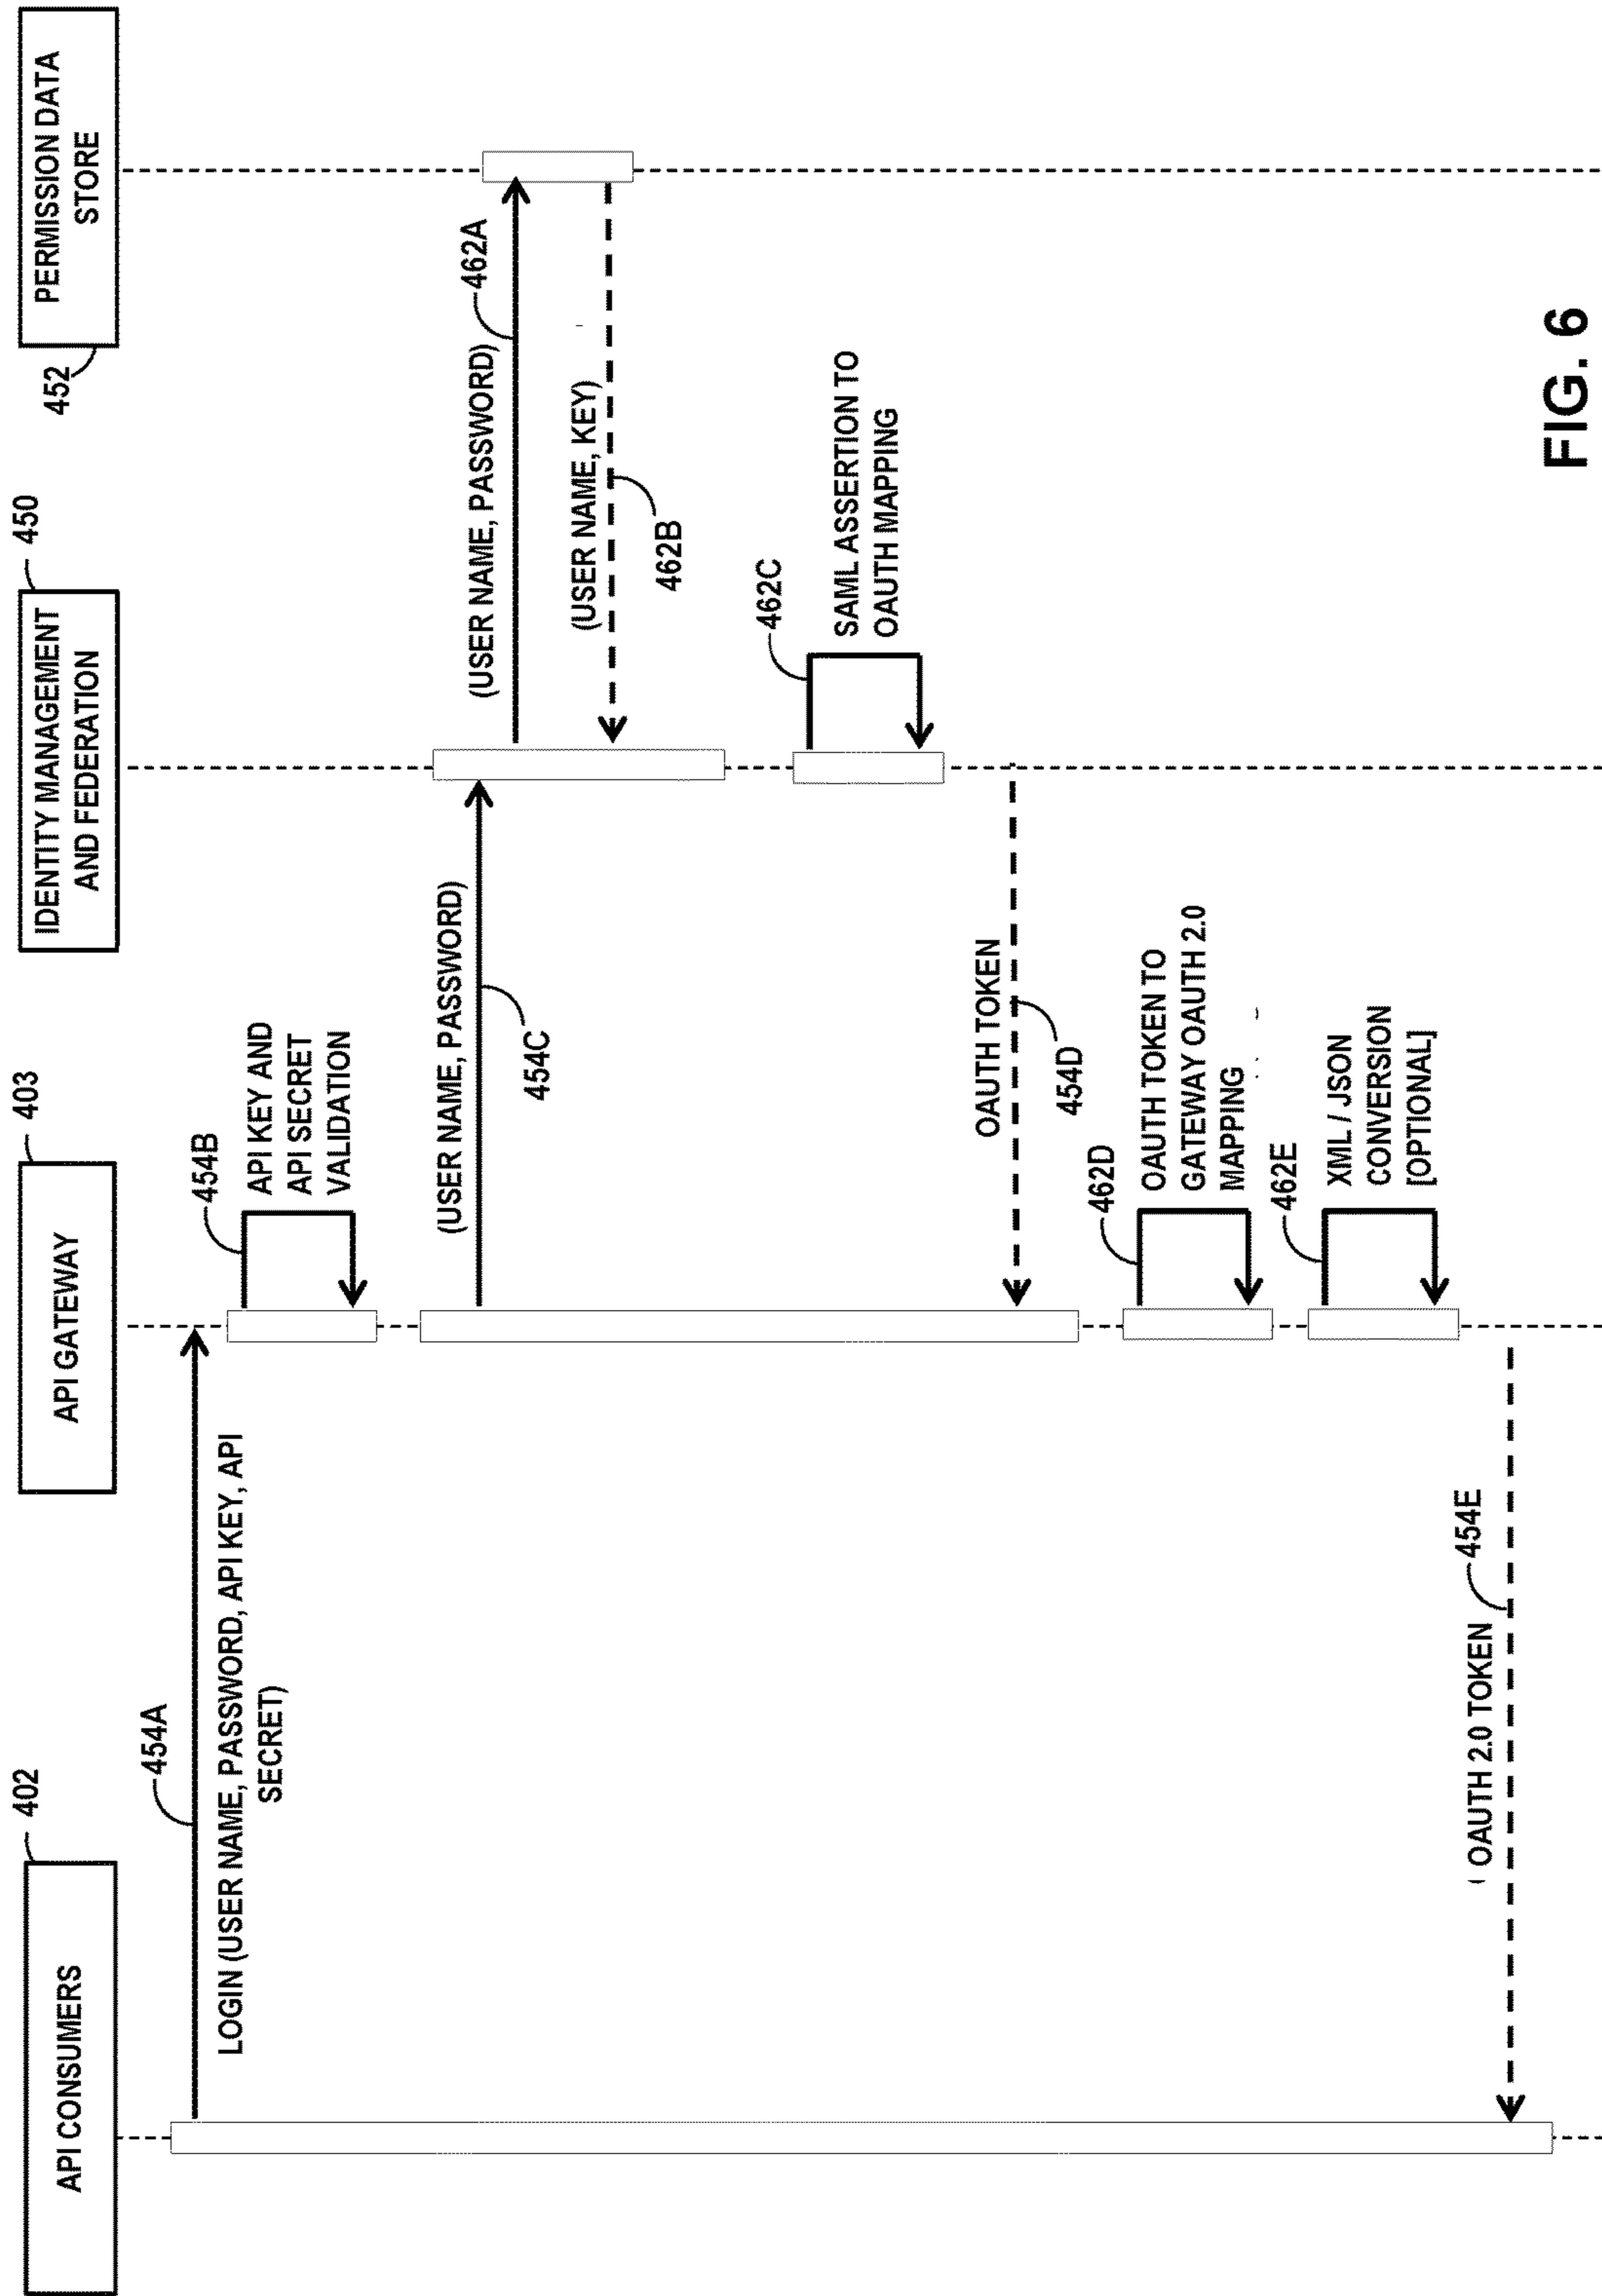 402
API CONSUMERS
403
API GATEWAY
450
IDENTITY MANAGEMENT
AND FEDERATION
452
PERMISSION DATA
STORE
454A
LOGIN (USER NAME, PASSWORD, API KEY, API
SECRET)
454B
API KEY AND
API SECRET
VALIDATION
(USER NAME, PASSWORD)
454C
(USER NAME, PASSWORD)
462A
(USER NAME, KEY)
462B
462C
SAML ASSERTION TO
OAUTH MAPPING
OAUTH TOKEN
454D
462D
OAUTH TOKEN TO
GATEWAY OAUTH 2.0
MAPPING
462E
XML / JSON
CONVERSION
[OPTIONAL]
( OAUTH 2.0 TOKEN
454E
FIG. 6